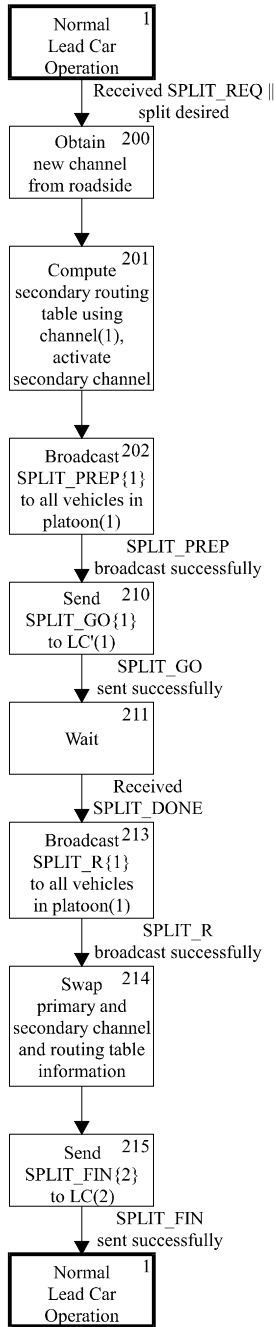 1
Normal
Lead Car
Operation
Received SPLIT_REQ ||
split desired
200
Obtain
new channel
from roadside
201
Compute
secondary routing
table using
channel(1),
activate
secondary channel
202
Broadcast
SPLIT_PREP{1}
to all vehicles in
platoon(1)
SPLIT_PREP
broadcast successfully
Send 210
SPLIT_GO{1}
to LC'(1)
SPLIT_GO
sent successfully
211
Wait
Received
SPLIT_DONE
213
Broadcast
SPLIT_R{1}
to all vehicles
in platoon(1)
SPLIT_R
broadcast successfully
214
Swap
primary and
secondary channel
and routing table
information
Send 215
SPLIT_FIN{2}
to LC(2)
SPLIT_FIN
sent successfully
1
Normal
Lead Car
Operation